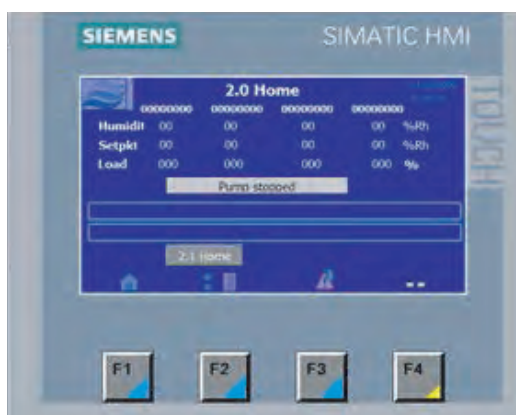 SIEMENS SIMATIC HMI
TOUCH
2.0 Home
00000000 00000000 00000000 00000000
Humidit 00 00 00 00 %Rh
Setpkt 00 00 00 00 %Rh
Load 000 000 000 000 %
Pump stopped
2.1 Home
--
F1 F2 F3 F4